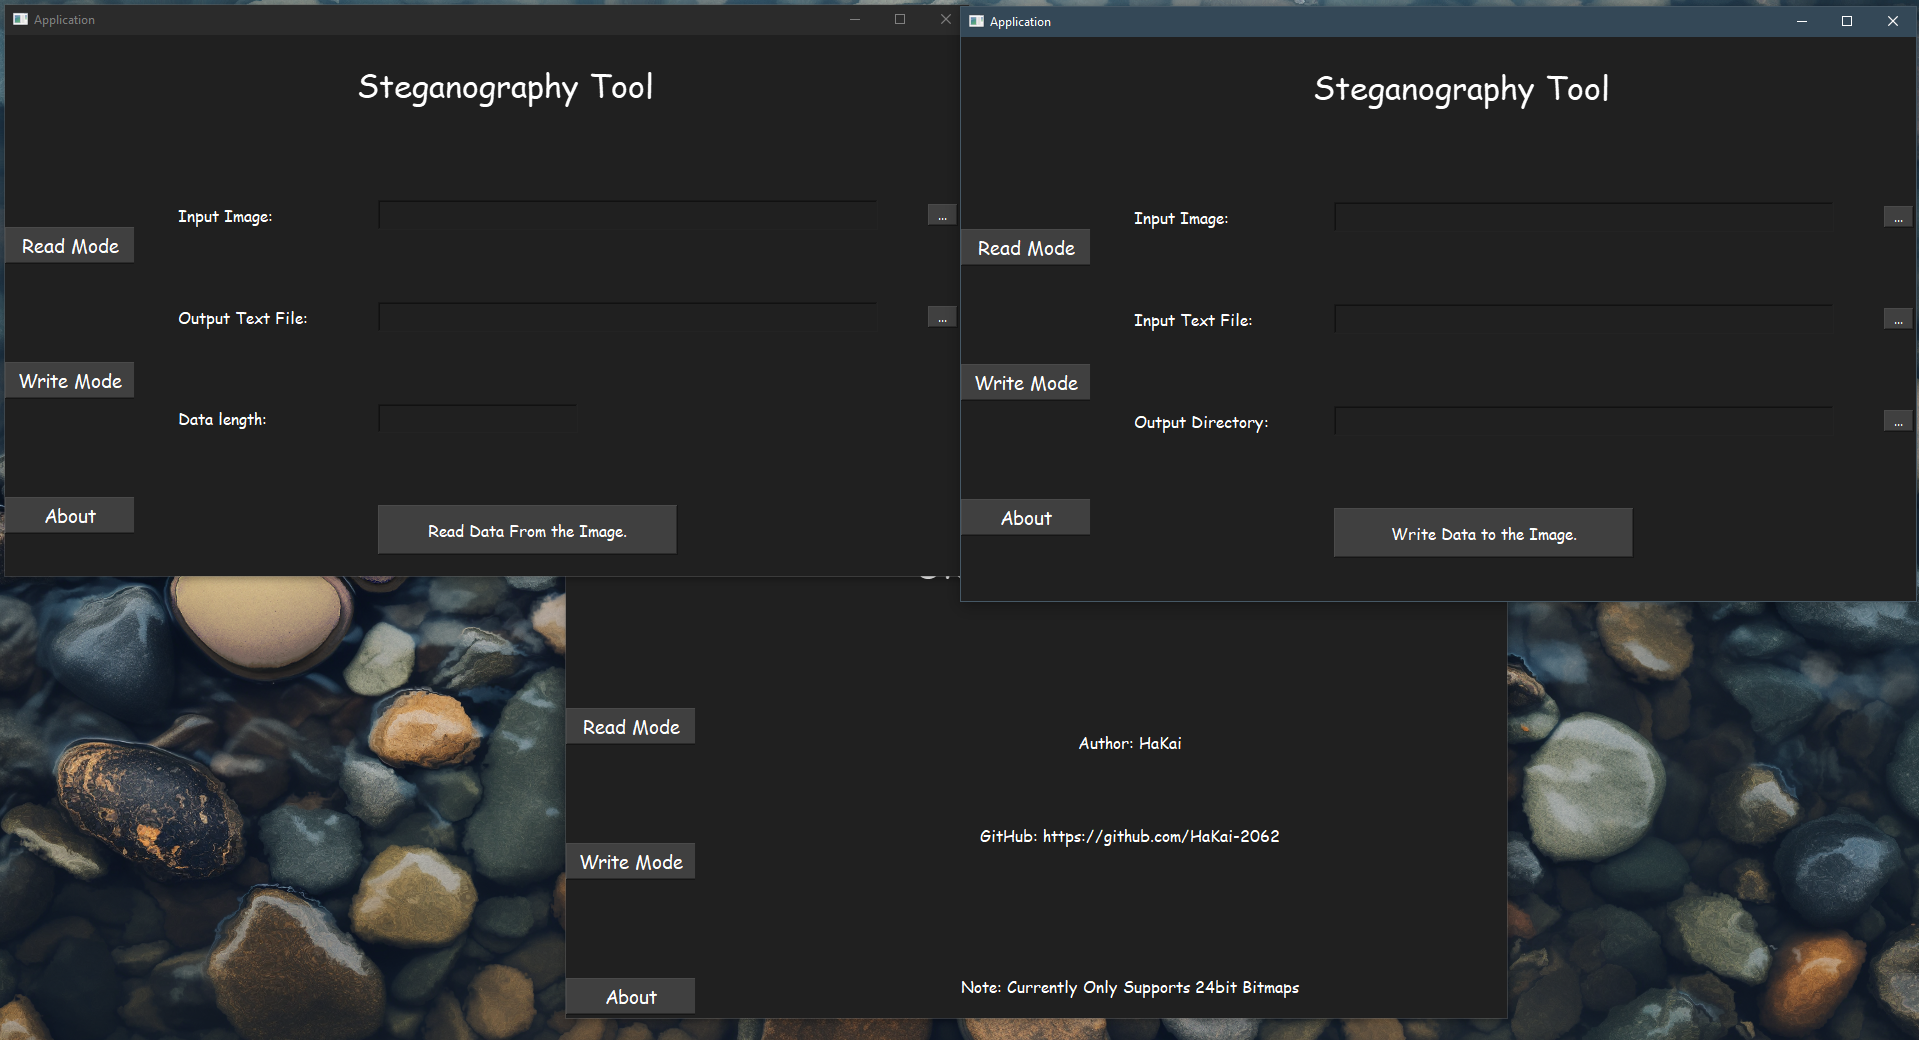 Application
Steganography Tool
Input Image:
...
Read Mode
Output Text File:
...
Write Mode
Data length:
About
Read Data From the Image.
Application
Steganography Tool
Input Image:
...
Read Mode
Input Text File:
...
Write Mode
Output Directory:
...
About
Write Data to the Image.
Read Mode
Author: HaKai
GitHub: https://github.com/HaKai-2062
Write Mode
Note: Currently Only Supports 24bit Bitmaps
About